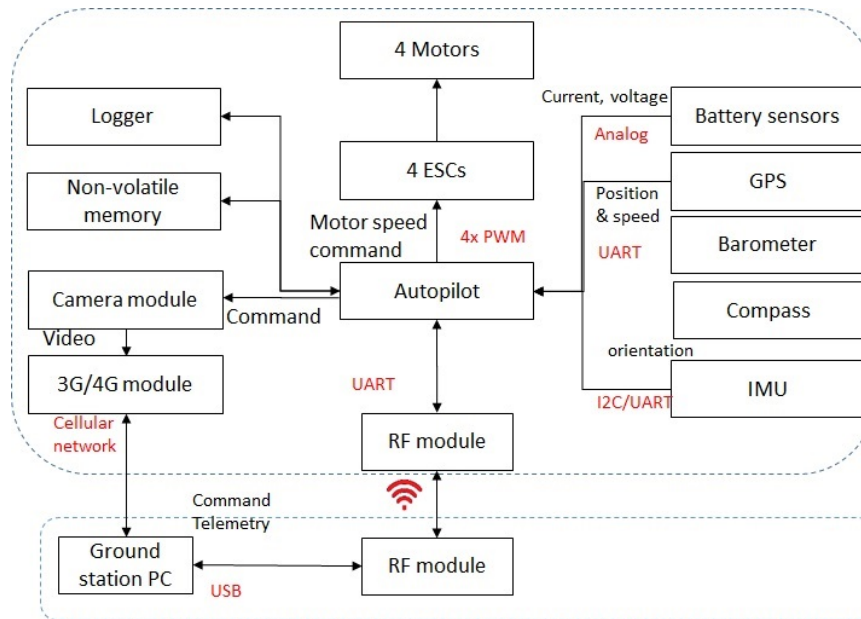 4 Motors
Current, voltage
Logger
Battery sensors
Analog
4 ESCs
GPS
Non-volatile
memory
Position
& speed
Motor speed
command
4x PWM
UART
Barometer
Camera module
Autopilot
Command
Compass
Video
orientation
3G/4G module
UART
IMU
I2C/UART
Cellular
network
RF module
Command
Telemetry
Ground
station PC
RF module
USB